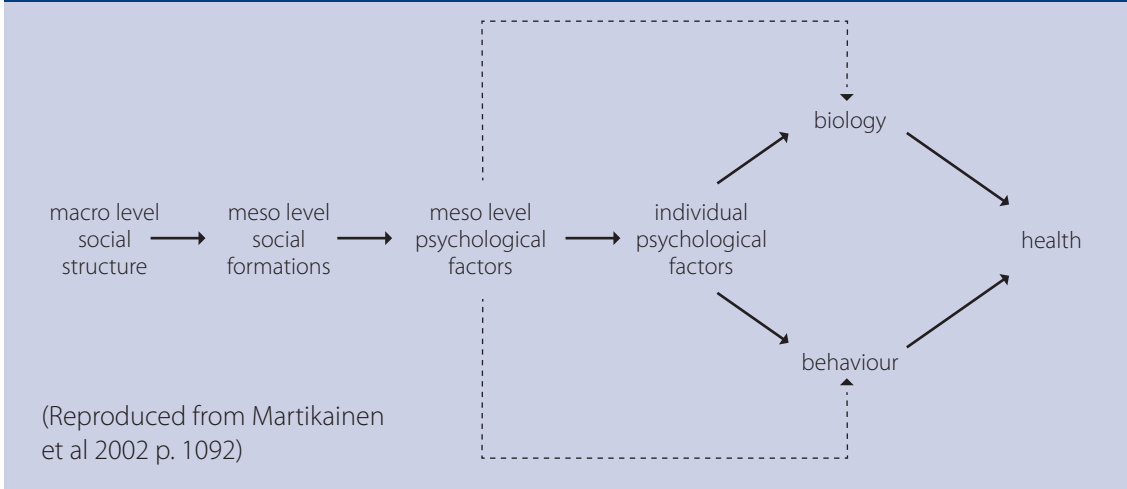 biology
macro level
social
structure
meso level
social
formations
meso level
psychological
factors
individual
psychological
factors
health
behaviour
(Reproduced from Martikainen
et al 2002 p. 1092)